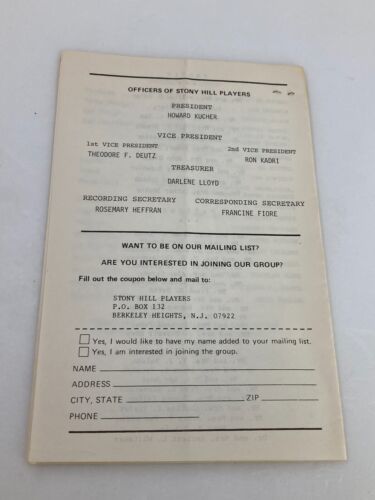 OFFICERS OF STONY HILL PLAYERS
PRESIDENT
HOWARD KUCHER
VICE PRESIDENT
1st VICE PRESIDENT
THEODORE F. DEUTZ
2nd VICE PRESIDENT
RON KADRI
TREASURER
DARLENE LLOYD
RECORDING SECRETARY
ROSEMARY HEFFRAN
CORRESPONDING SECRETARY
FRANCINE FIORE
WANT TO BE ON OUR MAILING LIST?
ARE YOU INTERESTED IN JOINING OUR GROUP?
Fill out the coupon below and mail to:
STONY HILL PLAYERS
P.O. BOX 132
BERKELEY HEIGHTS, N.J. 07922
Yes, I would like to have my name added to your mailing list.
Yes, I am interested in joining the group.
NAME
ADDRESS
CITY, STATE ZIP
PHONE